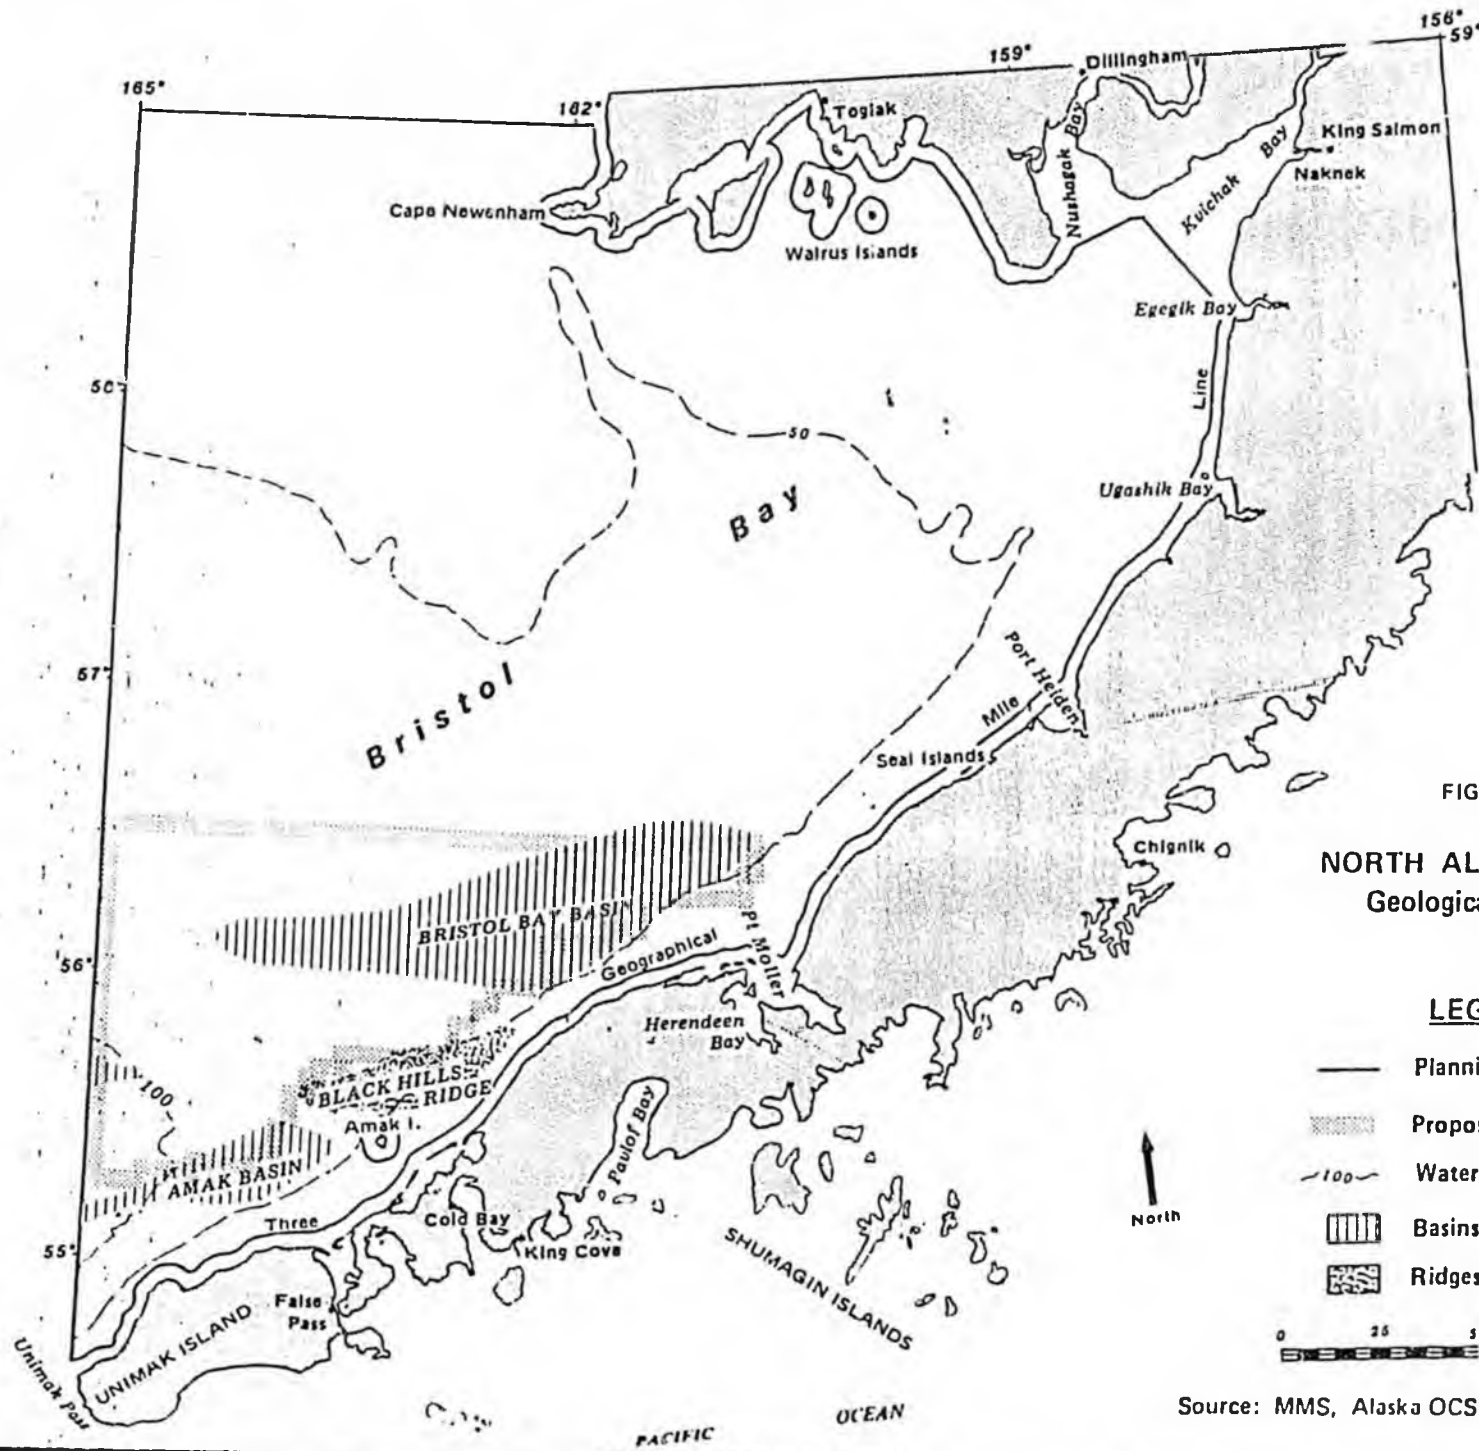 156°
59°
159°
165°
162°
Dillingham
Togiak
King Salmon
Naknek
Nushagak Bay
Kvichak Bay
Cape Newenham
Walrus Islands
Egegik Bay
Line
50
Ugashik Bay
Bay
Bristol
57°
Port Heiden
Mile
Seal Islands
FIG
Chignik
NORTH AL
Geologica
BRISTOL BAY BASIN
Pt Moller
Geographical
56°
Herendeen
Bay
LEG
100
BLACK HILLS
RIDGE
Planni
Amak I.
Pavlof Bay
Propos
AMAK BASIN
100
Water
North
Three
Cold Bay
King Cove
55°
Basins
SHUMAGIN ISLANDS
Ridges
False
Pass
UNIMAK ISLAND
Unimak Pass
0 25 5
Source: MMS, Alaska OCS
PACIFIC OCEAN